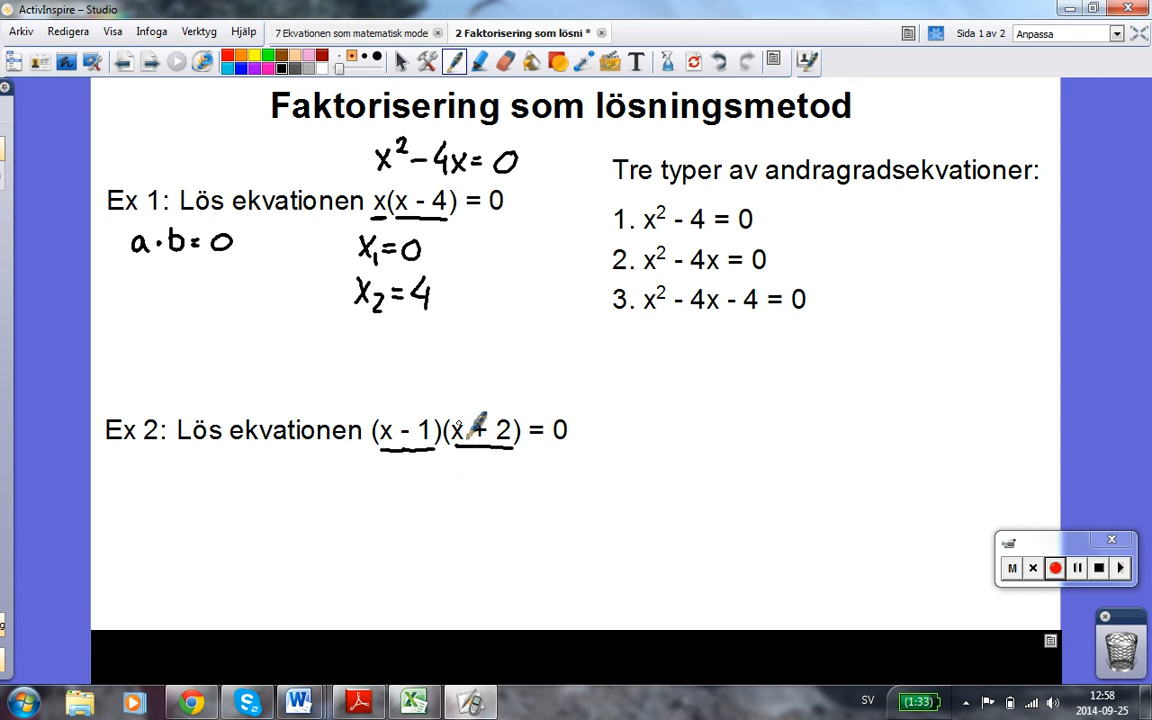 ActivInspire – Studio
Arkiv Redigera Visa Infoga Verktyg Hjälp
7 Ekvationen som matematisk mode
2 Faktorisering som lösni *
Sida 1 av 2
Anpassa
Faktorisering som lösningsmetod
x² - 4x = 0
Ex 1: Lös ekvationen x(x - 4) = 0
a · b = 0
x₁ = 0
x₂ = 4
Tre typer av andragradsekvationer:
1. x² - 4 = 0
2. x² - 4x = 0
3. x² - 4x - 4 = 0
Ex 2: Lös ekvationen (x - 1)(x + 2) = 0
M
SV
(1:33)
12:58
2014-09-25